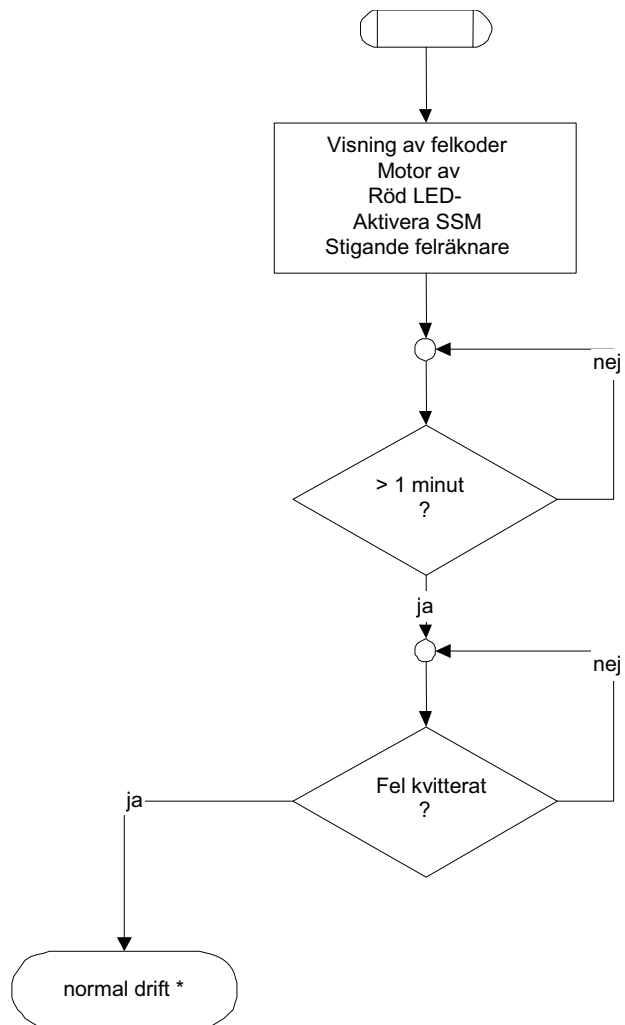 Visning av felkoder
Motor av
Röd LED-
Aktivera SSM
Stigande felräknare
nej
> 1 minut
?
ja
nej
Fel kvitterat
?
ja
normal drift *